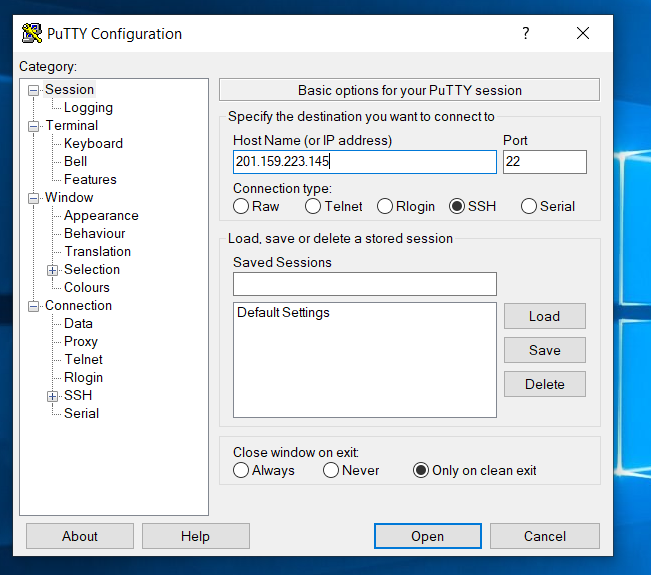 PuTTY Configuration
?
Category:
Session
Logging
Terminal
Keyboard
Bell
Features
Window
Appearance
Behaviour
Translation
Selection
Colours
Connection
Data
Proxy
Telnet
Rlogin
SSH
Serial
Basic options for your PuTTY session
Specify the destination you want to connect to
Host Name (or IP address) Port
201.159.223.145 22
Connection type:
Raw Telnet Rlogin SSH Serial
Load, save or delete a stored session
Saved Sessions
Default Settings
Load
Save
Delete
Close window on exit:
Always Never Only on clean exit
About Help Open Cancel